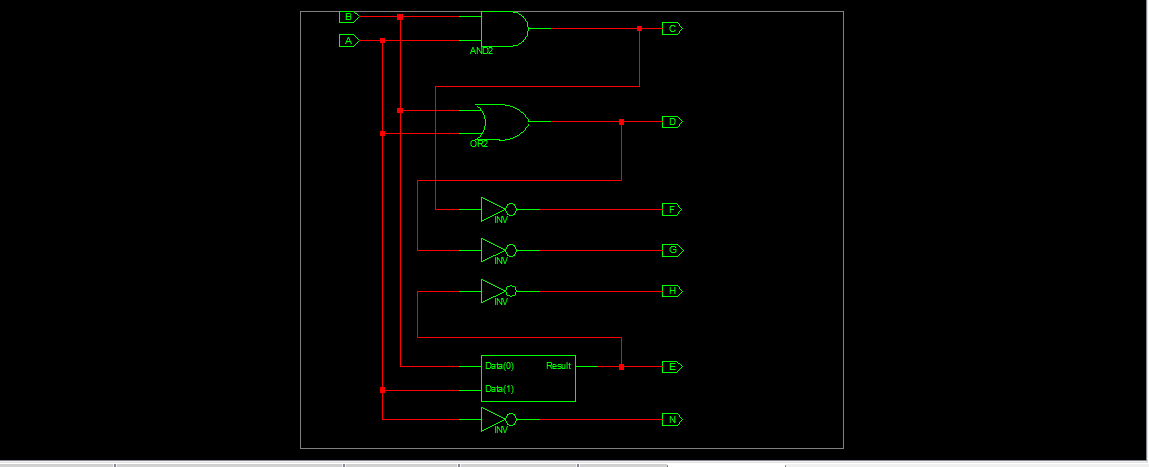 B
C
A
AND2
D
OR2
F
INV
G
INV
H
INV
Data(0) Result E
Data(1)
N
INV